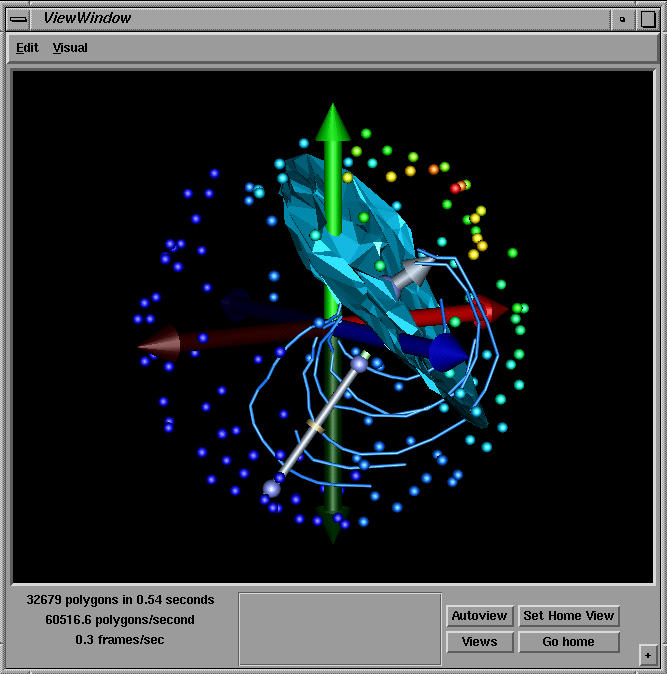 ViewWindow
Edit Visual
32679 polygons in 0.54 seconds
60516.6 polygons/second
0.3 frames/sec
Autoview
Set Home View
Views
Go home
+